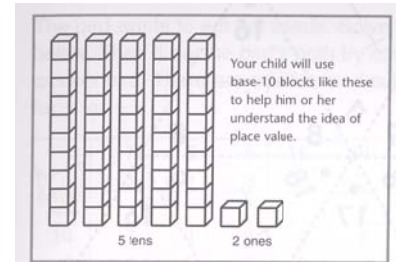 Your child will use
base-10 blocks like these
to help him or her
understand the idea of
place value.
5 tens
2 ones